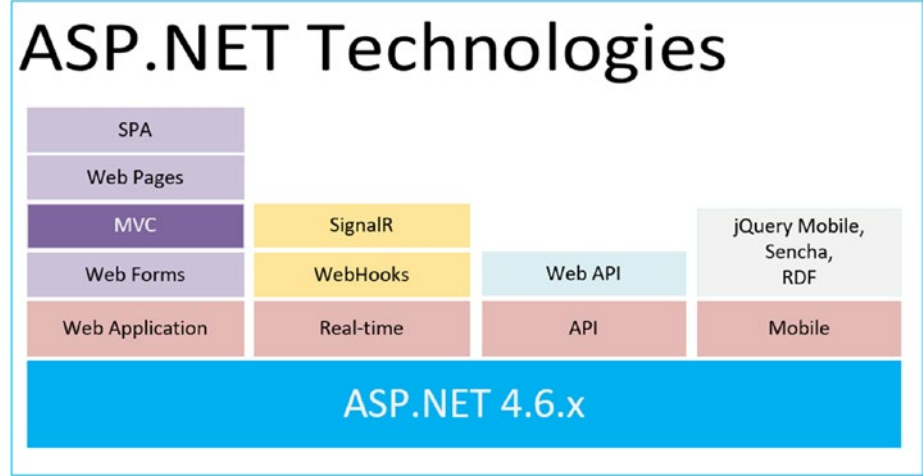 ASP.NET Technologies
SPA
Web Pages
MVC
SignalR
jQuery Mobile,
Sencha,
RDF
Web Forms
WebHooks
Web API
Web Application
Real-time
API
Mobile
ASP.NET 4.6.x